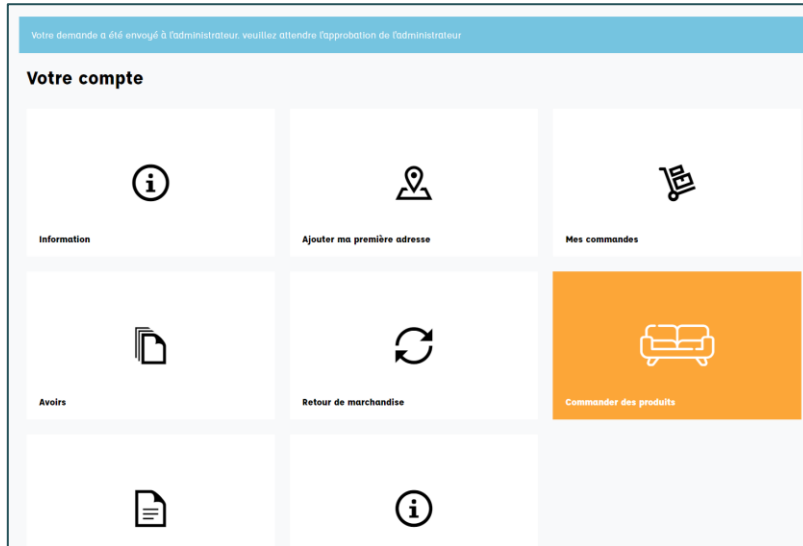 Votre demande a été envoyé à l'administrateur, veuillez attendre l'approbation de l'administrateur
Votre compte
Information
Ajouter ma première adresse
Mes commandes
Avoirs
Retour de marchandise
Commander des produits